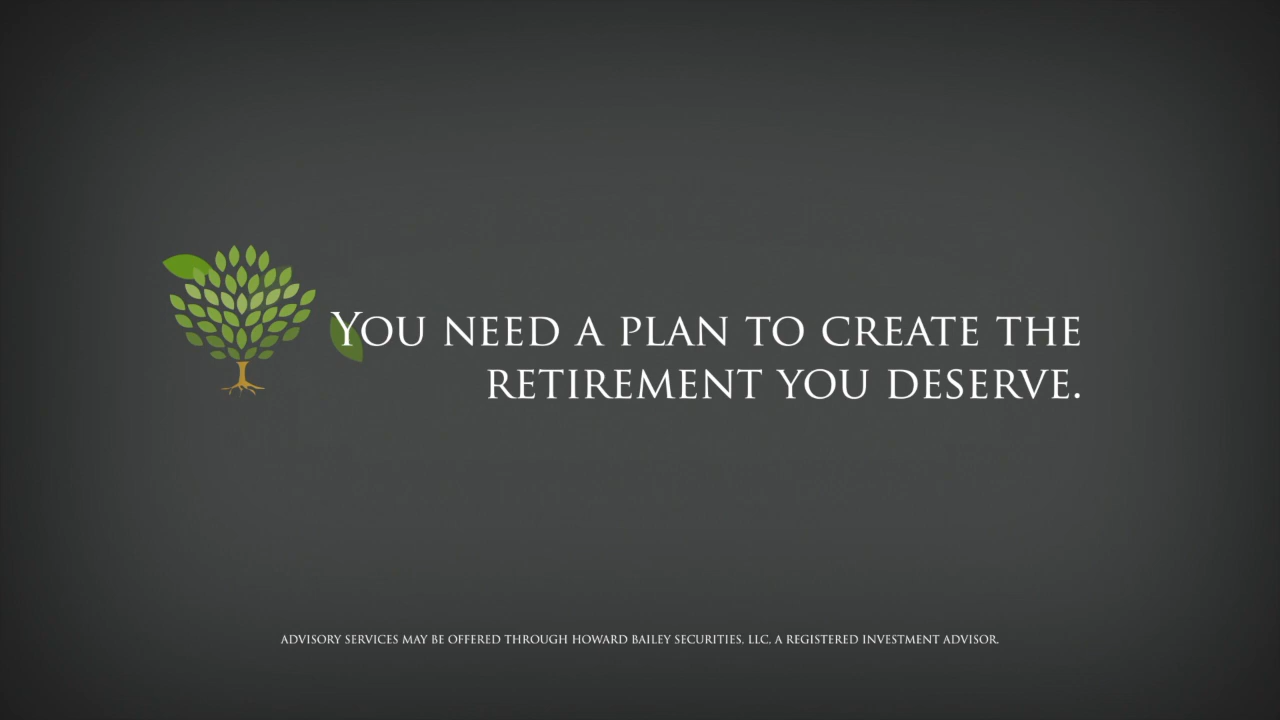 You need a plan to create the
retirement you deserve.
ADVISORY SERVICES MAY BE OFFERED THROUGH HOWARD BAILEY SECURITIES, LLC, A REGISTERED INVESTMENT ADVISOR.